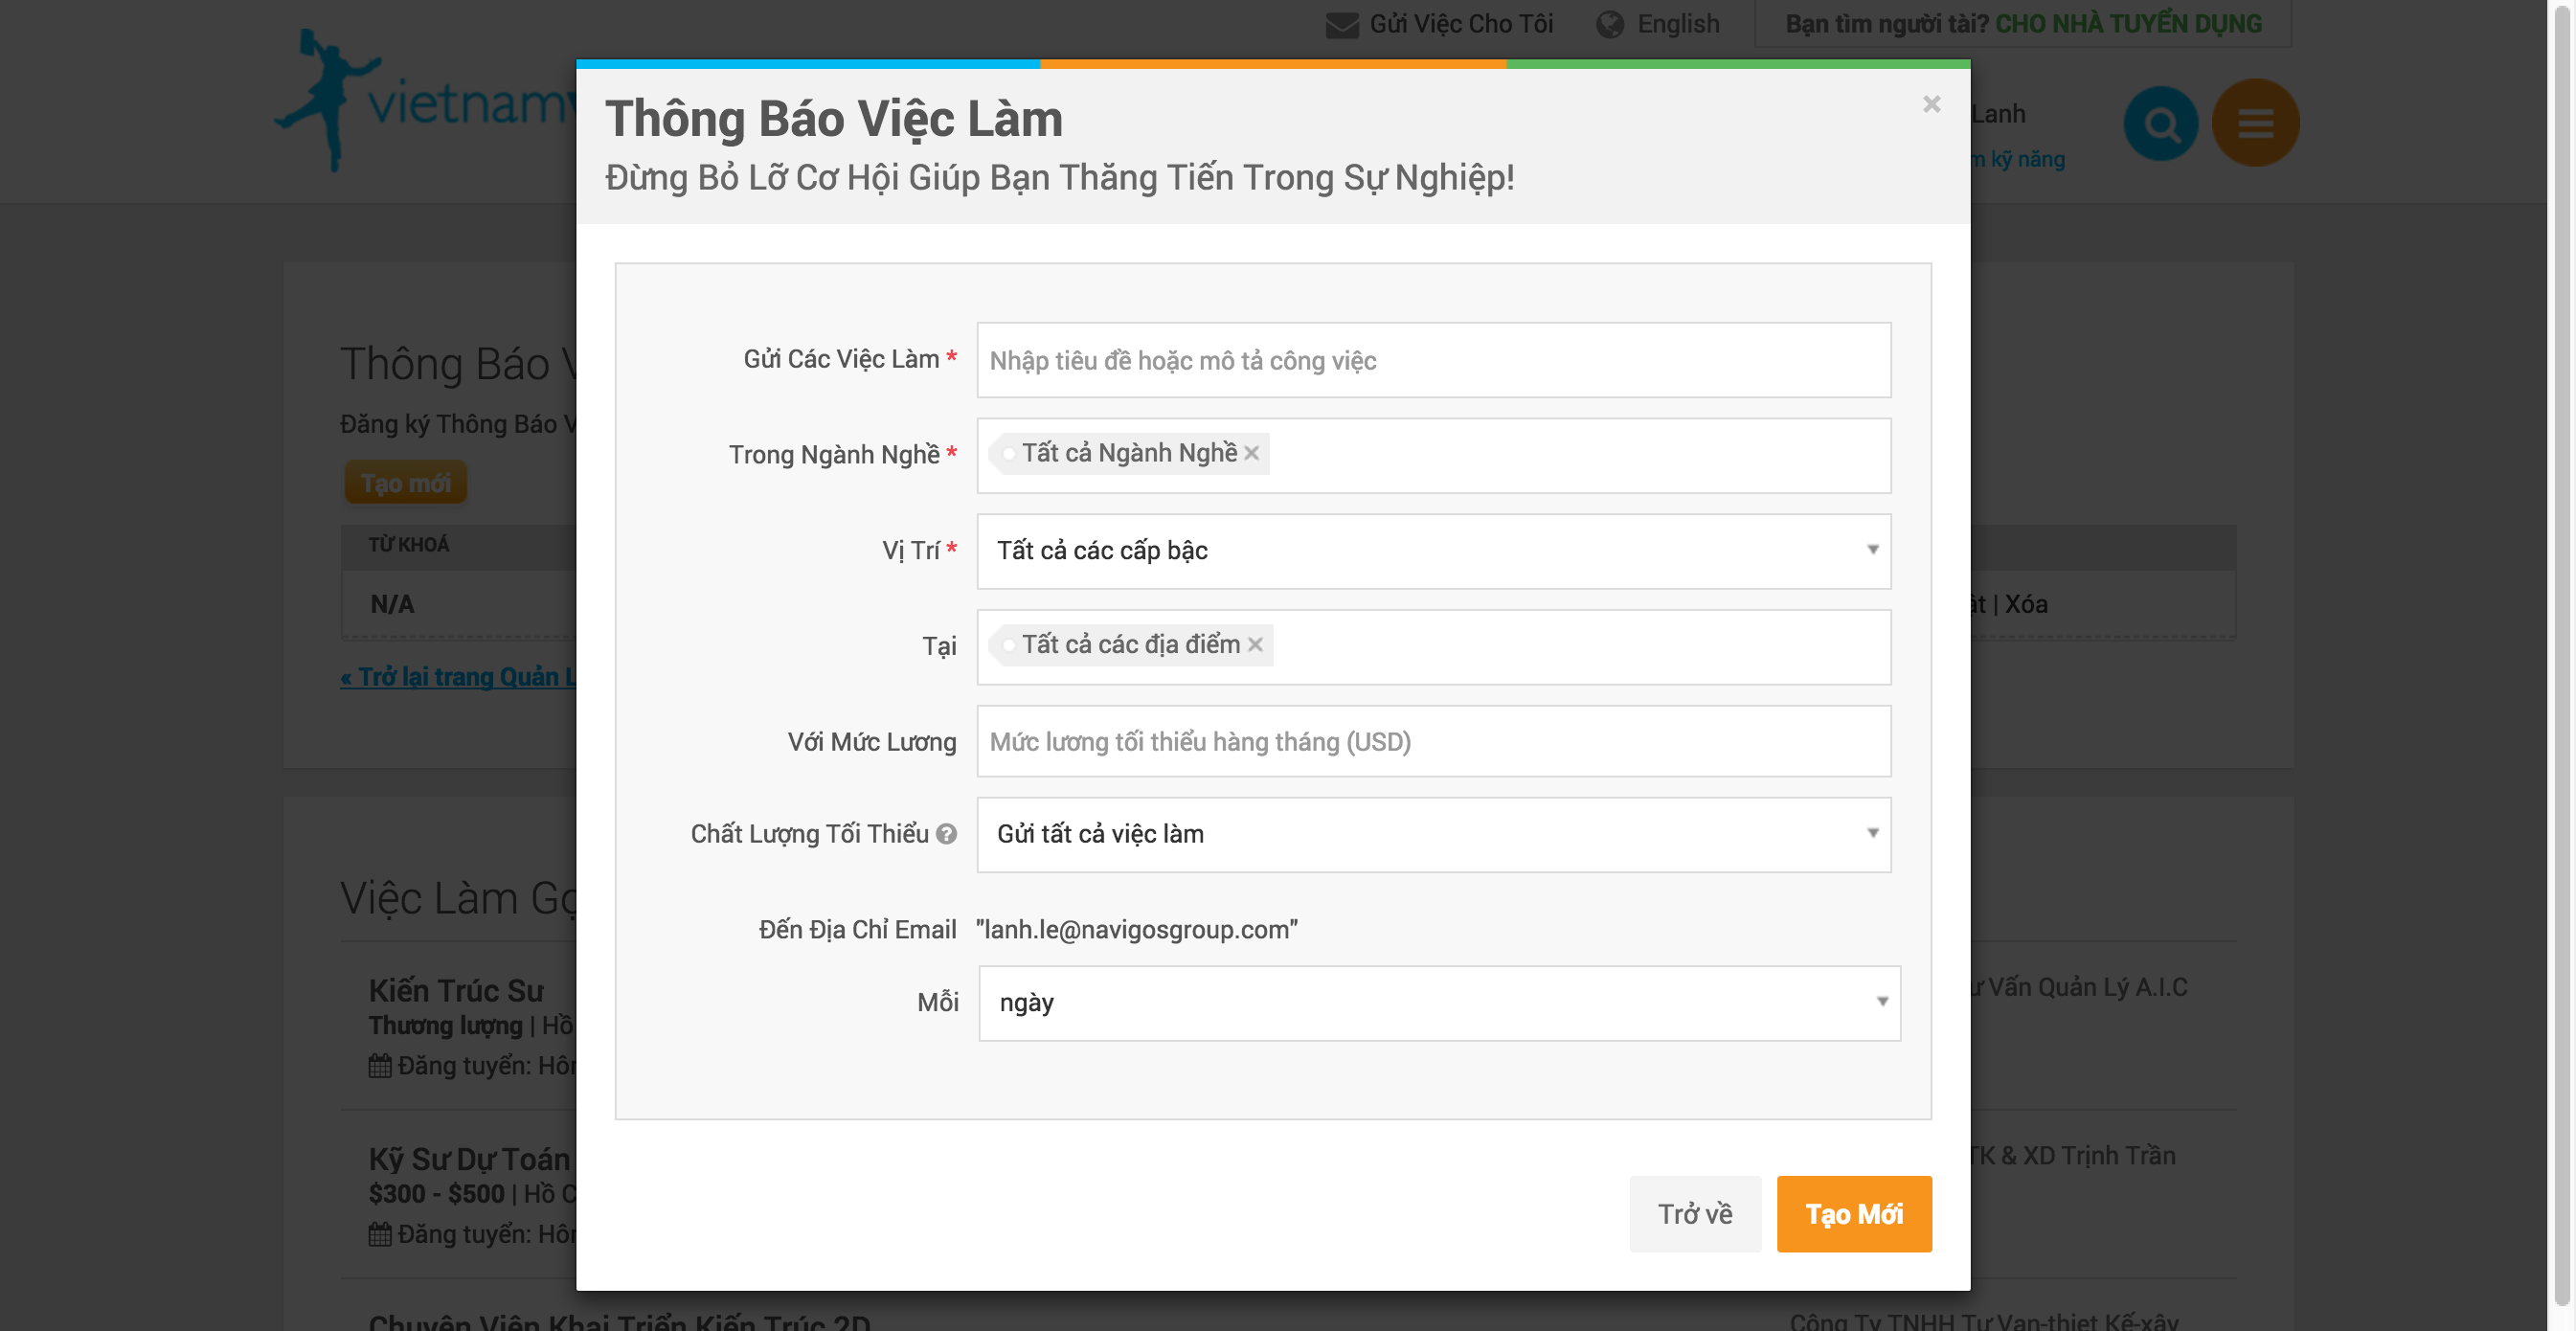 Gửi Việc Cho Tôi English Bạn tìm người tài? CHO NHÀ TUYỂN DỤNG
vietnam
Lanh
kỹ năng
Thông Báo Việc Làm ×
Đừng Bỏ Lỡ Cơ Hội Giúp Bạn Thăng Tiến Trong Sự Nghiệp!
Thông Báo
Đăng ký Thông Báo
Tạo mới
TỪ KHOÁ
N/A
| Xóa
« Trở lại trang Quản
Gửi Các Việc Làm * Nhập tiêu đề hoặc mô tả công việc
Trong Ngành Nghề * Tất cả Ngành Nghề ×
Vị Trí * Tất cả các cấp bậc
Tại Tất cả các địa điểm ×
Với Mức Lương Mức lương tối thiểu hàng tháng (USD)
Chất Lượng Tối Thiểu ? Gửi tất cả việc làm
Đến Địa Chỉ Email "lanh.le@navigosgroup.com"
Mỗi ngày
Trở về Tạo Mới
Việc Làm
Kiến Trúc Sư
Vấn Quản Lý A.I.C
Thương lượng | Hồ
Đăng tuyển:
Kỹ Sư Dự Toán
TK & XD Trịnh Trần
$300 - $500 | Hồ
Đăng tuyển:
Chuyên Viên Khai Triển Kiến Trúc 2D
Công Ty TNHH Tư Van-thiet Kế-xây